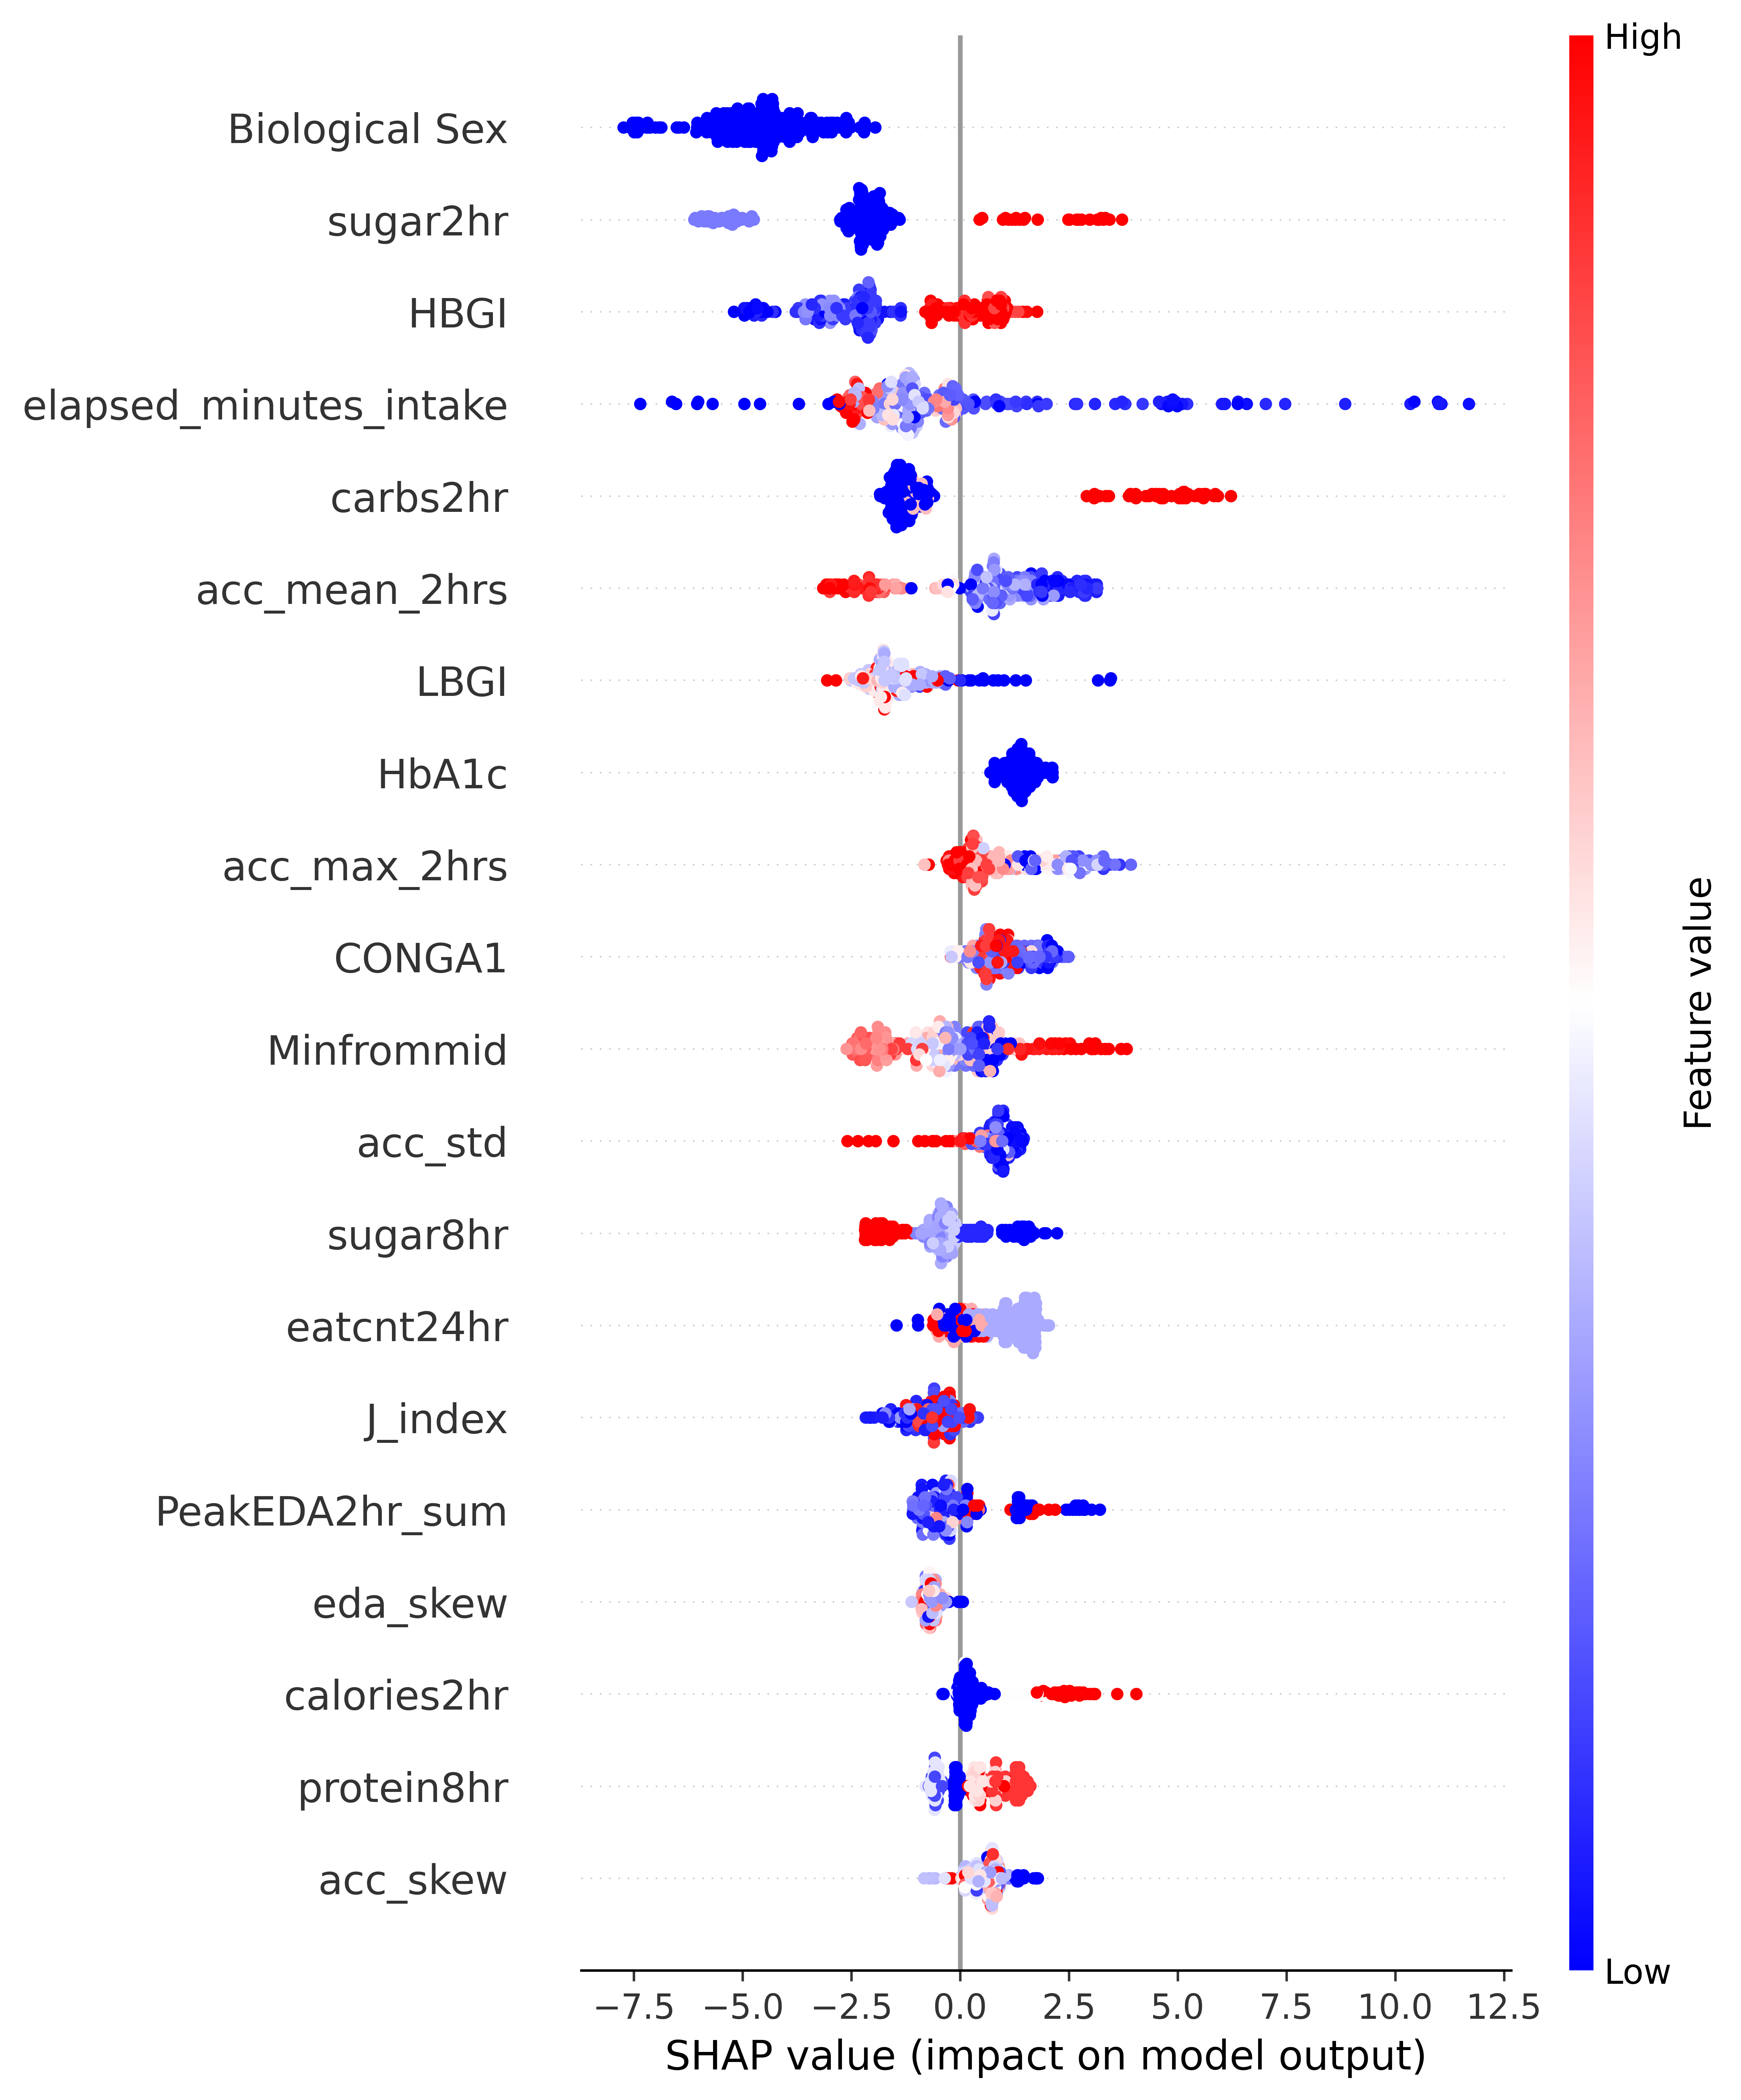 High
Biological Sex
sugar2hr
HBGI
elapsed_minutes_intake
carbs2hr
acc_mean_2hrs
LBGI
HbA1c
acc_max_2hrs
CONGA1
Minfrommid
acc_std
sugar8hr
eatcnt24hr
J_index
PeakEDA2hr_sum
eda_skew
calories2hr
protein8hr
acc_skew
Feature value
Low
−7.5 −5.0 −2.5 0.0 2.5 5.0 7.5 10.0 12.5
SHAP value (impact on model output)